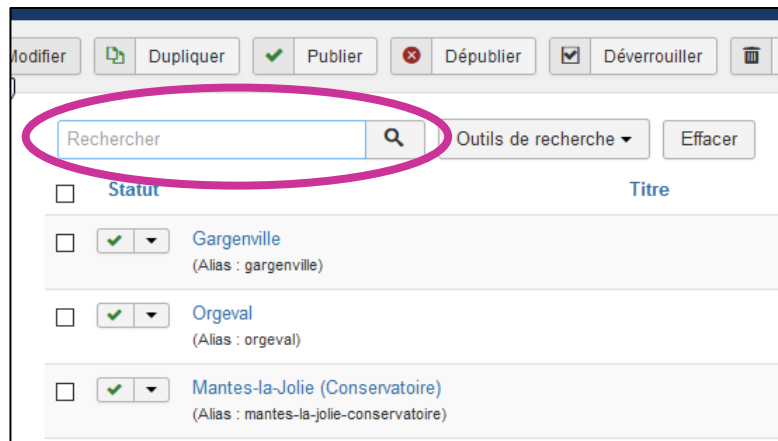 Modifier Dupliquer Publier Dépublier Déverrouiller
Rechercher Outils de recherche Effacer
Statut Titre
Gargenville
(Alias : gargenville)
Orgeval
(Alias : orgeval)
Mantes-la-Jolie (Conservatoire)
(Alias : mantes-la-jolie-conservatoire)